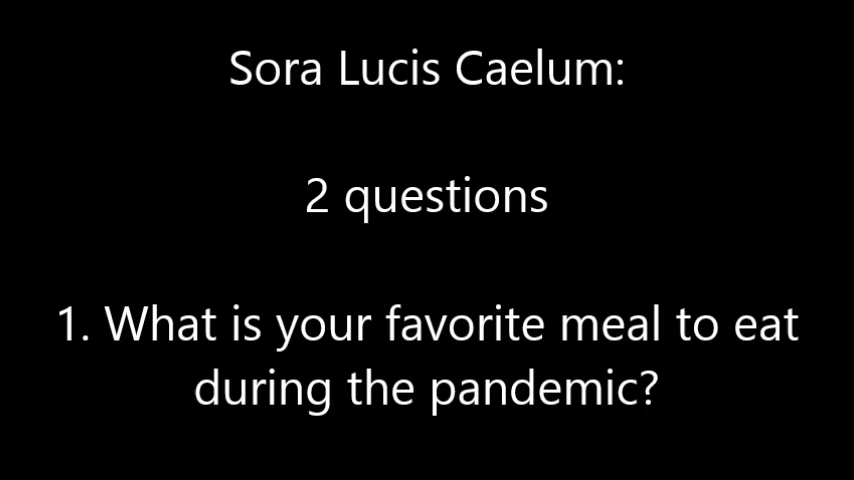 Sora Lucis Caelum:
2 questions
1. What is your favorite meal to eat
during the pandemic?